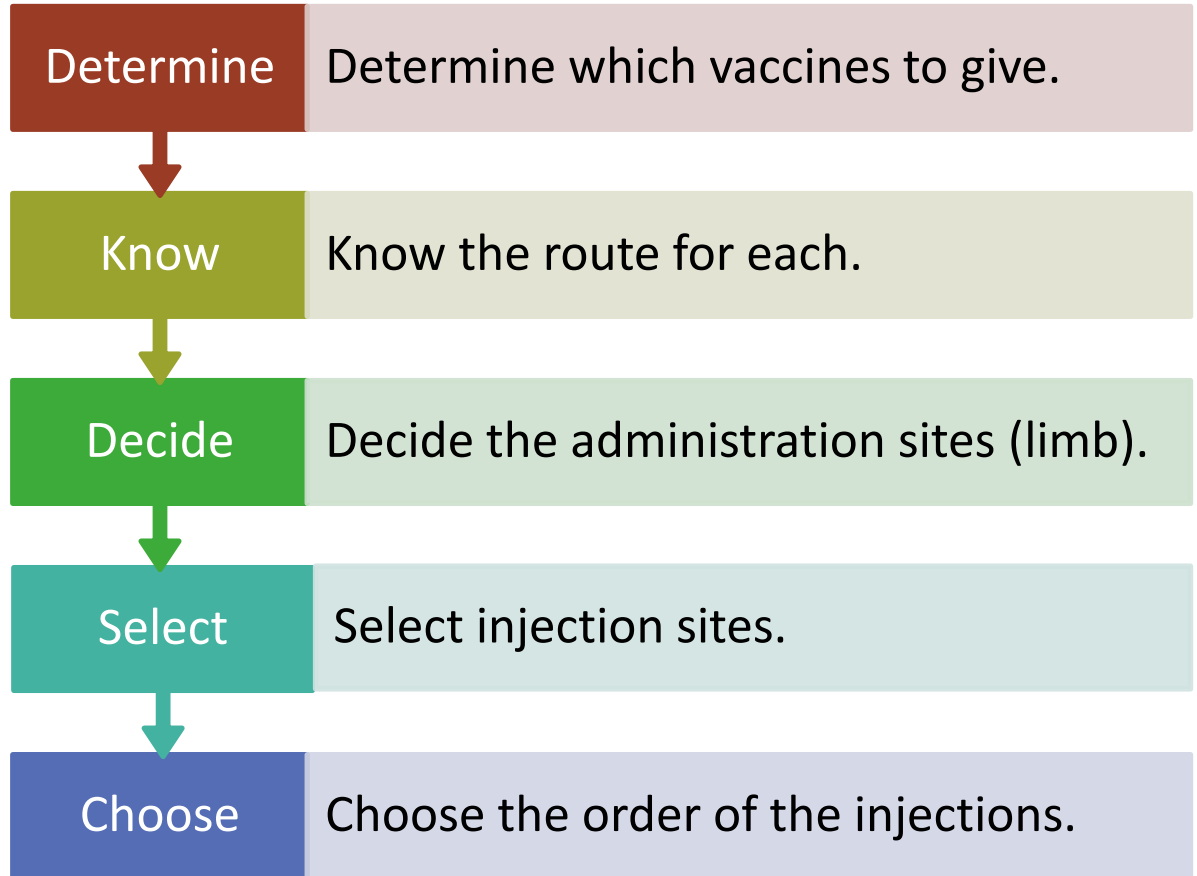 Determine
Determine which vaccines to give.
Know
Know the route for each.
Decide
Decide the administration sites (limb).
Select
Select injection sites.
Choose
Choose the order of the injections.